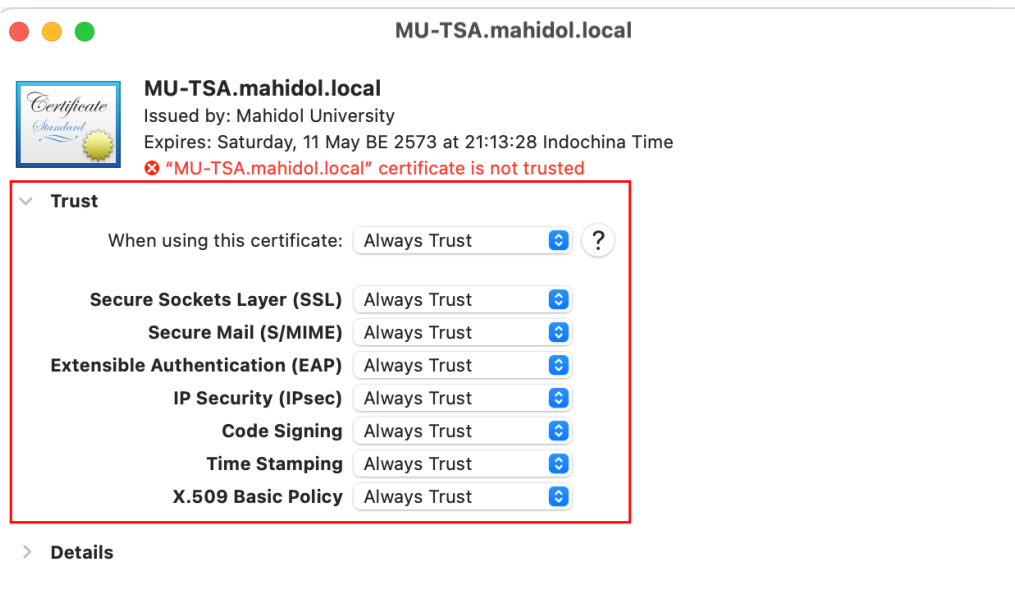 MU-TSA.mahidol.local
Certificate
Standard
MU-TSA.mahidol.local
Issued by: Mahidol University
Expires: Saturday, 11 May BE 2573 at 21:13:28 Indochina Time
“MU-TSA.mahidol.local” certificate is not trusted
Trust
When using this certificate: Always Trust ?
Secure Sockets Layer (SSL) Always Trust
Secure Mail (S/MIME) Always Trust
Extensible Authentication (EAP) Always Trust
IP Security (IPsec) Always Trust
Code Signing Always Trust
Time Stamping Always Trust
X.509 Basic Policy Always Trust
Details